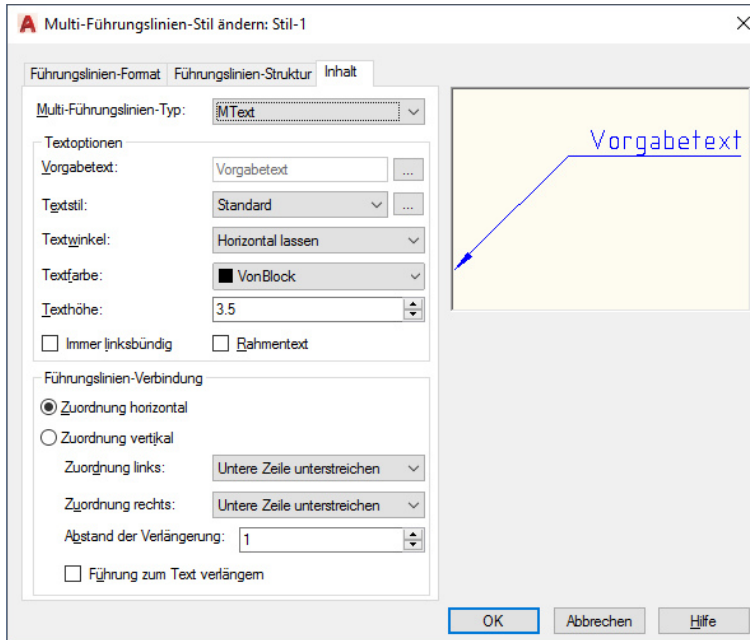 Multi-Führungslinien-Stil ändern: Stil-1
Führungslinien-Format Führungslinien-Struktur Inhalt
Multi-Führungslinien-Typ: MText
Textoptionen
Vorgabetext: Vorgabetext ...
Textstil: Standard ...
Textwinkel: Horizontal lassen
Textfarbe: VonBlock
Texthöhe: 3.5
Immer linksbündig Rahmentext
Führungslinien-Verbindung
Zuordnung horizontal
Zuordnung vertikal
Zuordnung links: Untere Zeile unterstreichen
Zuordnung rechts: Untere Zeile unterstreichen
Abstand der Verlängerung: 1
Führung zum Text verlängern
Vorgabetext
OK Abbrechen Hilfe